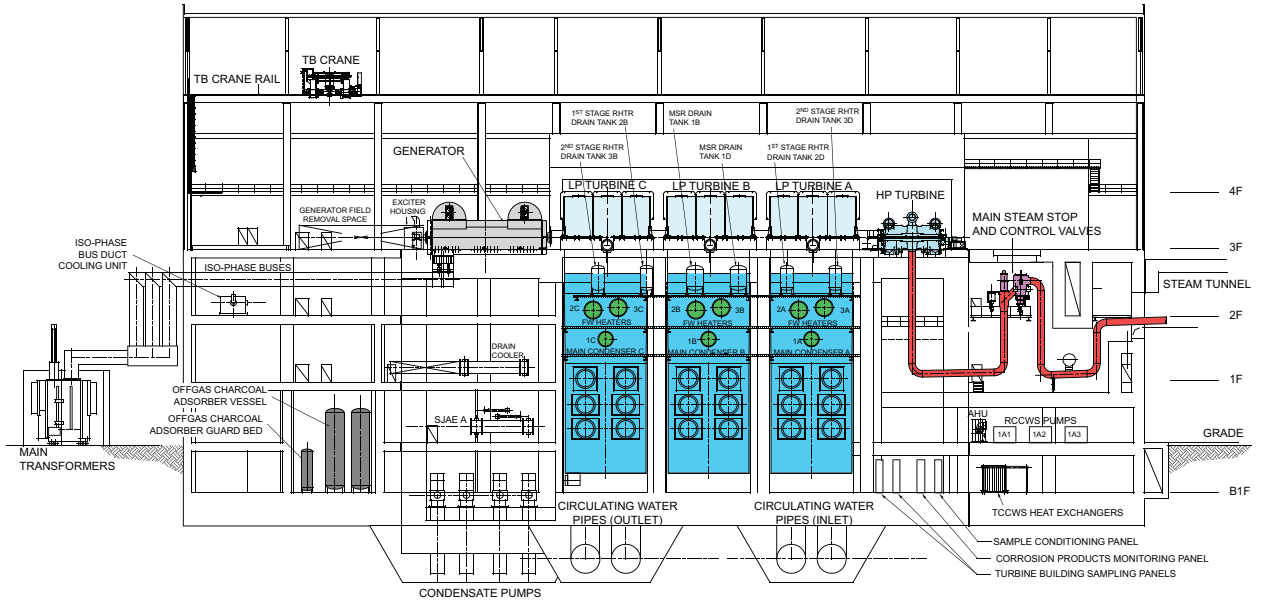 TB CRANE
TB CRANE RAIL
1ST STAGE RHTR
DRAIN TANK 2B
MSR DRAIN
TANK 1B
2ND STAGE RHTR
DRAIN TANK 3D
GENERATOR
2ND STAGE RHTR
DRAIN TANK 3B
MSR DRAIN
TANK 1D
1ST STAGE RHTR
DRAIN TANK 2D
LP TURBINE C
LP TURBINE B
LP TURBINE A
HP TURBINE
4F
GENERATOR FIELD
REMOVAL SPACE
EXCITER
HOUSING
MAIN STEAM STOP
AND CONTROL VALVES
3F
ISO-PHASE
BUS DUCT
COOLING UNIT
ISO-PHASE BUSES
STEAM TUNNEL
2C
3C
2B
3B
2A
3A
FW HEATERS
FW HEATERS
FW HEATERS
2F
1C
1B
1A
MAIN CONDENSER C
MAIN CONDENSER B
MAIN CONDENSER A
DRAIN
COOLER
1F
OFFGAS CHARCOAL
ADSORBER VESSEL
OFFGAS CHARCOAL
ADSORBER GUARD BED
SJAE A
AHU
RCCWS PUMPS
1A1
1A2
1A3
GRADE
MAIN
TRANSFORMERS
B1F
CIRCULATING WATER
PIPES (OUTLET)
CIRCULATING WATER
PIPES (INLET)
TCCWS HEAT EXCHANGERS
SAMPLE CONDITIONING PANEL
CORROSION PRODUCTS MONITORING PANEL
TURBINE BUILDING SAMPLING PANELS
CONDENSATE PUMPS